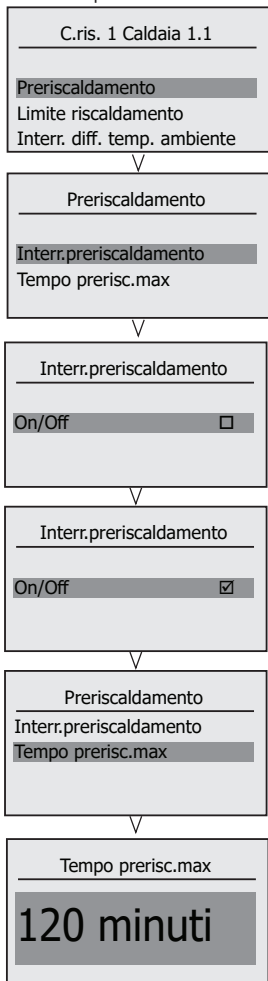 C.ris. 1 Caldaia 1.1
Preriscaldamento
Limite riscaldamento
Interr. diff. temp. ambiente
Preriscaldamento
Interr.preriscaldamento
Tempo prerisc.max
Interr.preriscaldamento
On/Off
Interr.preriscaldamento
On/Off
Preriscaldamento
Interr.preriscaldamento
Tempo prerisc.max
Tempo prerisc.max
120 minuti